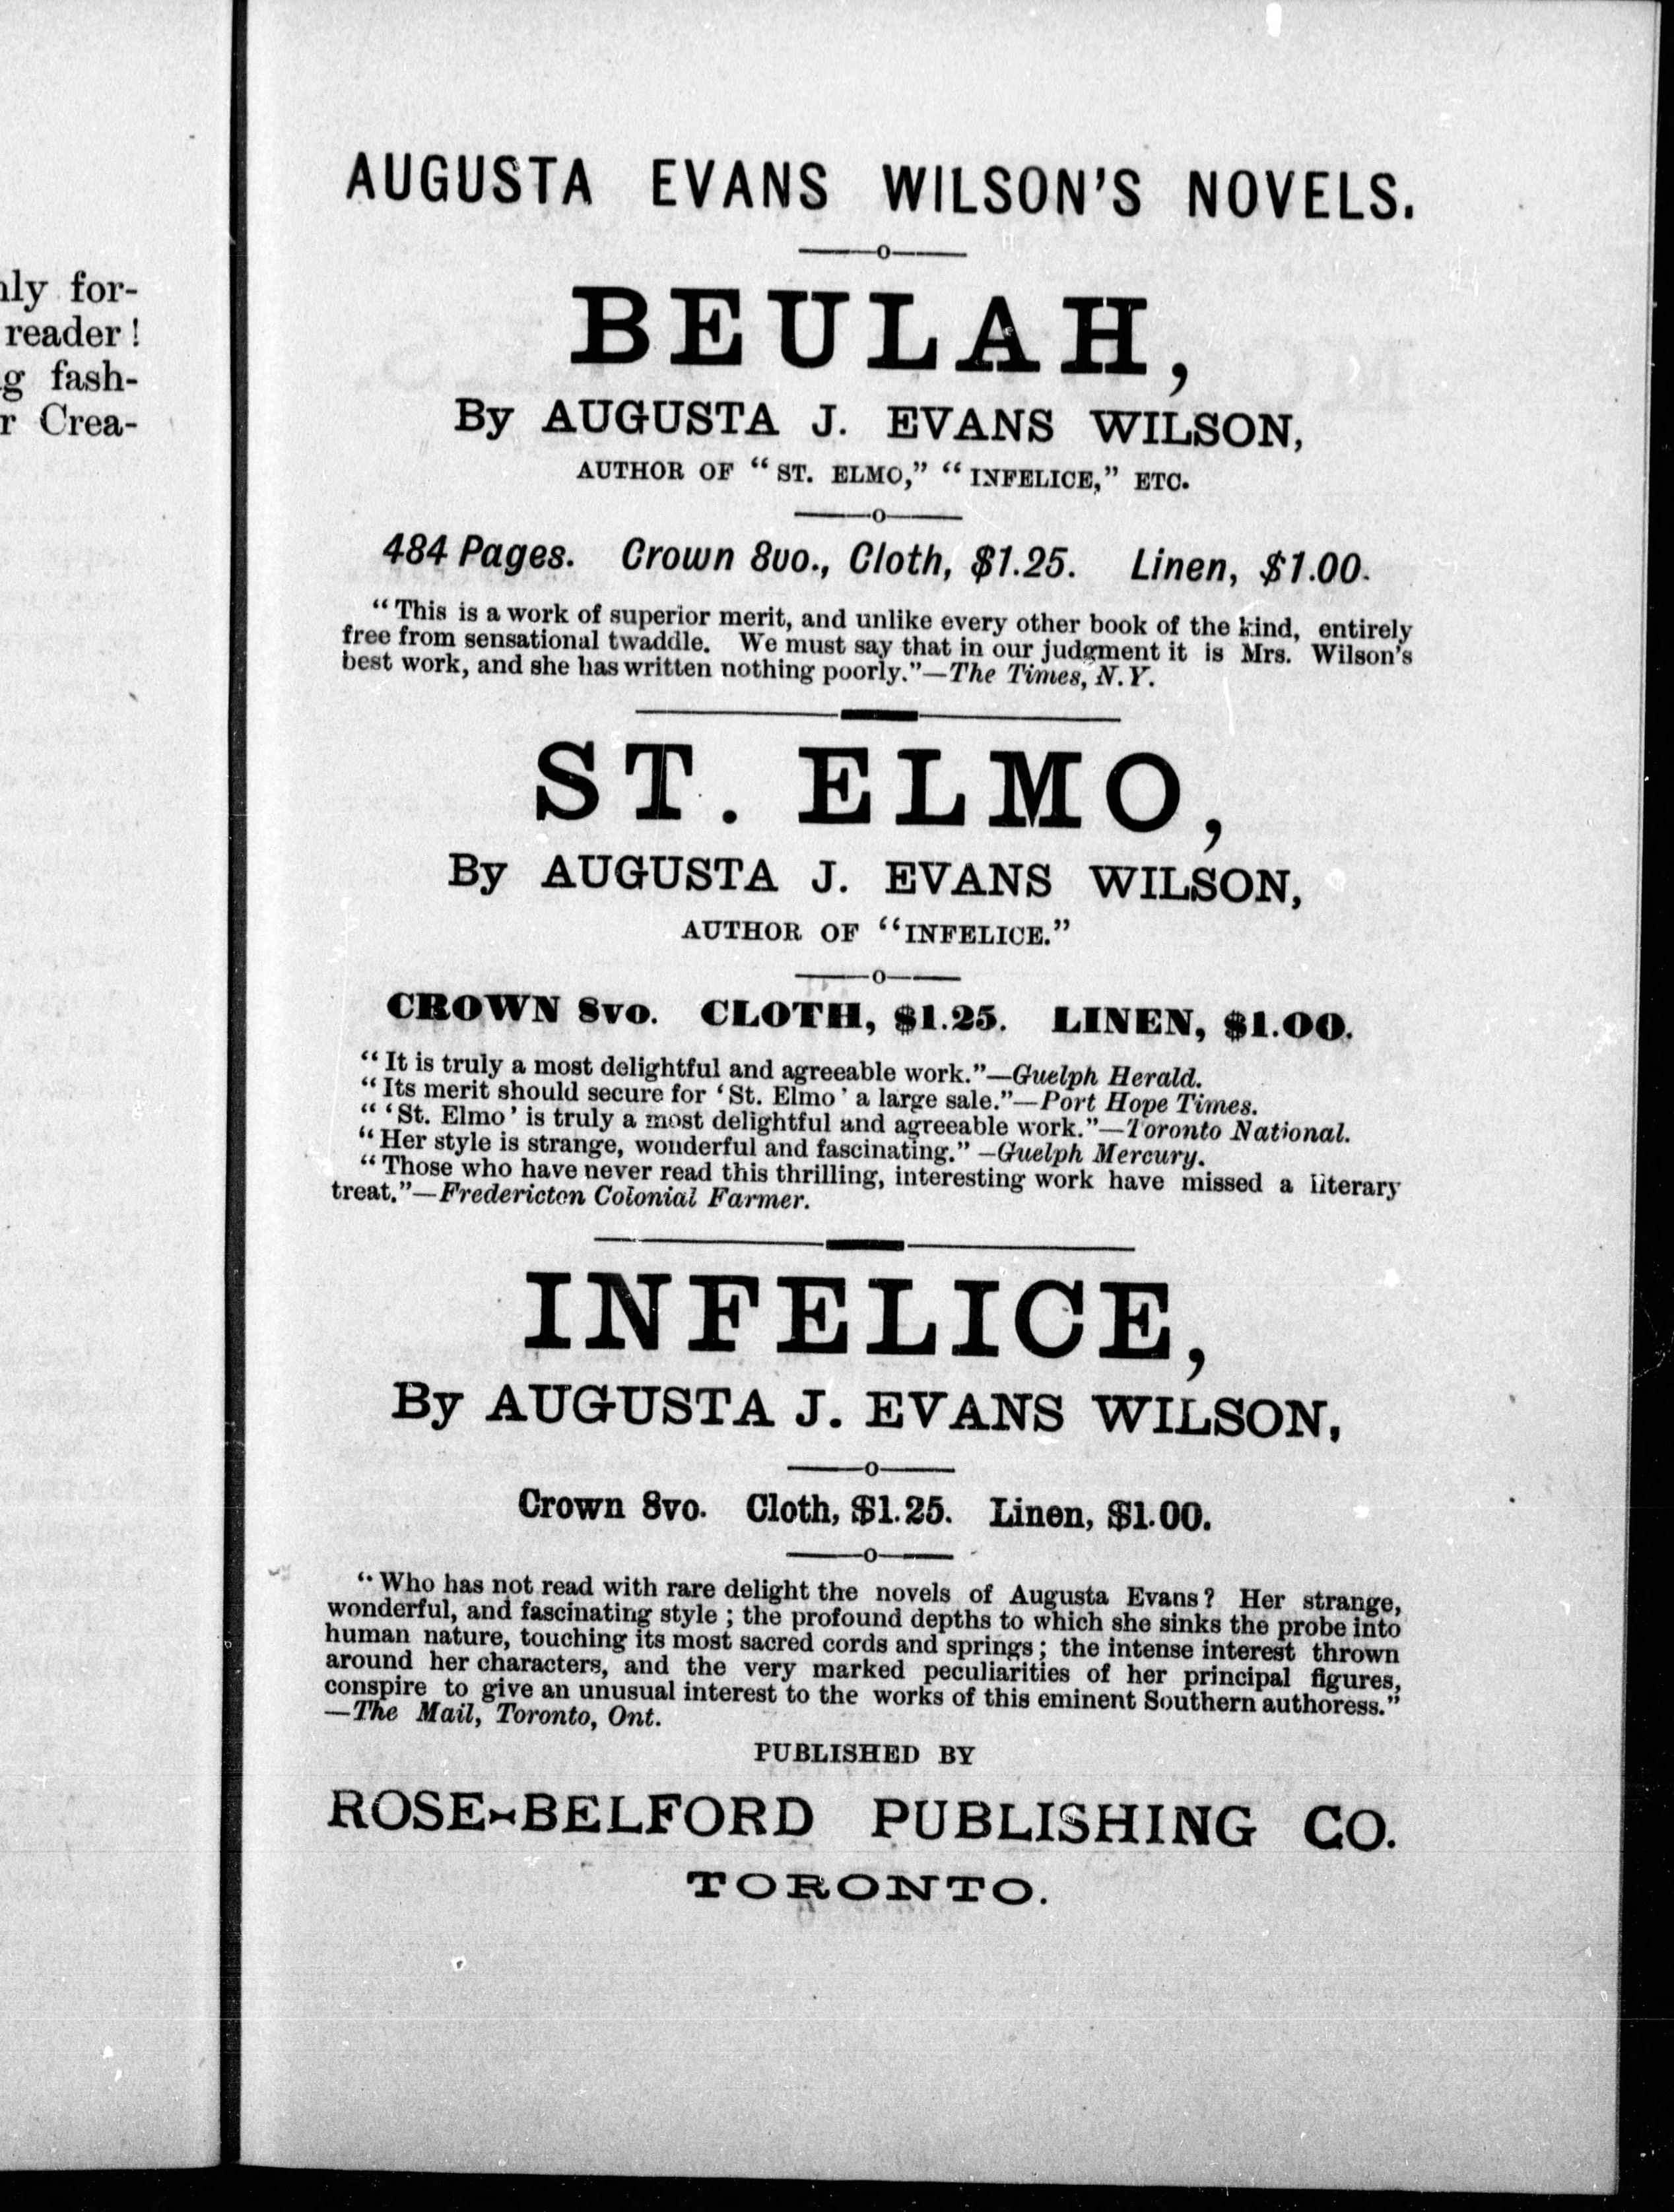 nly for-
reader!
g fash-
r Crea-
AUGUSTA EVANS WILSON'S NOVELS.
BEULAH,
By AUGUSTA J. EVANS WILSON,
AUTHOR OF “ST. ELMO,” “INFELICE,” ETC.
484 Pages. Crown 8vo., Cloth, $1.25. Linen, $1.00.
“This is a work of superior merit, and unlike every other book of the kind, entirely
free from sensational twaddle. We must say that in our judgment it is Mrs. Wilson's
best work, and she has written nothing poorly.”—The Times, N.Y.
ST. ELMO,
By AUGUSTA J. EVANS WILSON,
AUTHOR OF “INFELICE.”
CROWN 8vo. CLOTH, $1.25. LINEN, $1.00.
“It is truly a most delightful and agreeable work.”—Guelph Herald.
“Its merit should secure for ‘St. Elmo’ a large sale.”—Port Hope Times.
“‘St. Elmo’ is truly a most delightful and agreeable work.”—Toronto National.
“Her style is strange, wonderful and fascinating.”—Guelph Mercury.
“Those who have never read this thrilling, interesting work have missed a literary
treat.”—Fredericton Colonial Farmer.
INFELICE,
By AUGUSTA J. EVANS WILSON,
Crown 8vo. Cloth, $1.25. Linen, $1.00.
“Who has not read with rare delight the novels of Augusta Evans? Her strange,
wonderful, and fascinating style; the profound depths to which she sinks the probe into
human nature, touching its most sacred cords and springs; the intense interest thrown
around her characters, and the very marked peculiarities of her principal figures,
conspire to give an unusual interest to the works of this eminent Southern authoress.”
—The Mail, Toronto, Ont.
PUBLISHED BY
ROSE-BELFORD PUBLISHING CO.
TORONTO.